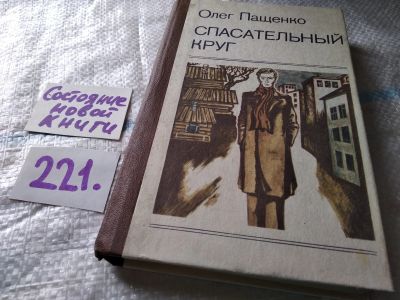 Олег Пащенко
СПАСАТЕЛЬНЫЙ
КРУГ
Состояние
новой
книги
221.